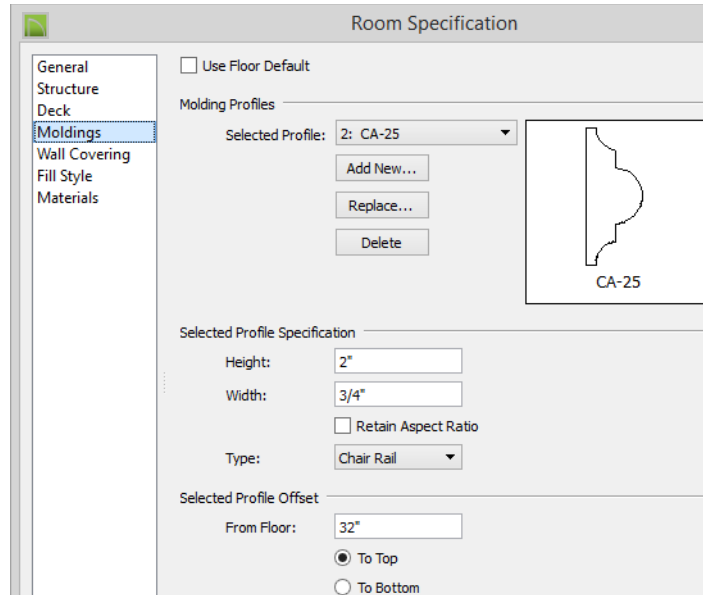 Room Specification
General
Structure
Deck
Moldings
Wall Covering
Fill Style
Materials
Use Floor Default
Molding Profiles
Selected Profile: 2: CA-25
Add New...
Replace...
Delete
CA-25
Selected Profile Specification
Height: 2"
Width: 3/4"
Retain Aspect Ratio
Type: Chair Rail
Selected Profile Offset
From Floor: 32"
To Top
To Bottom